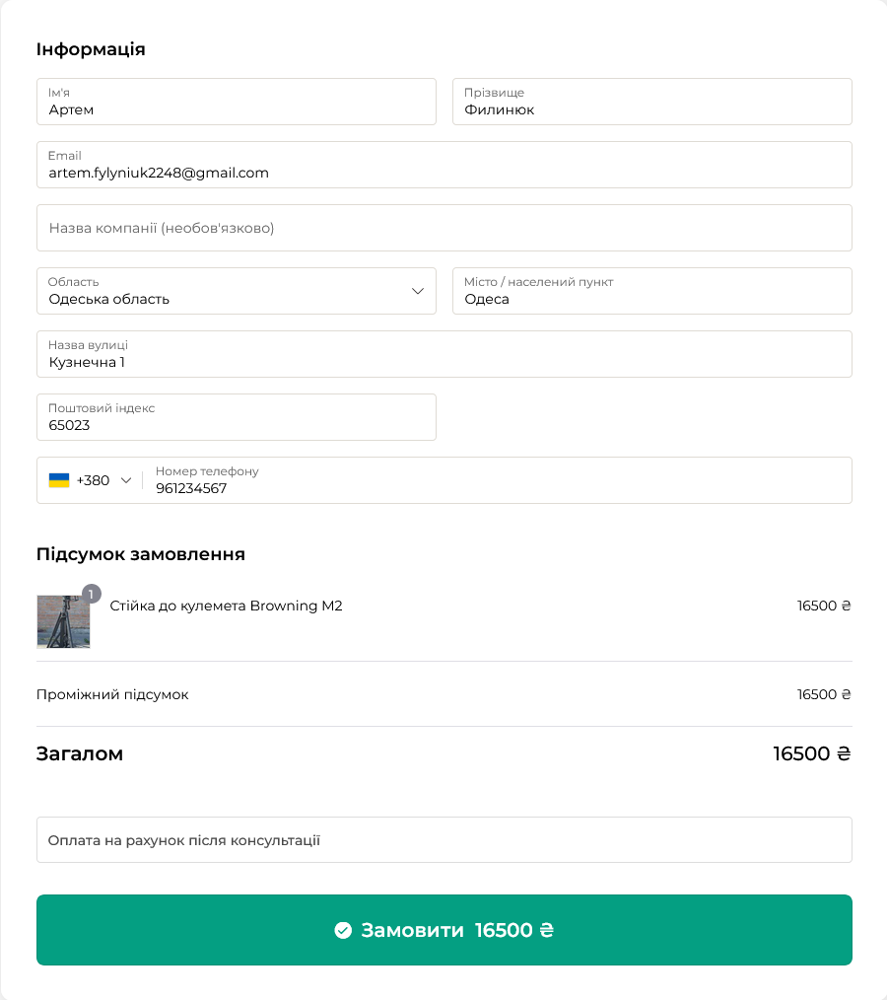 Інформація
Ім'я
Артем
Прізвище
Филинюк
Email
artem.fylyniuk2248@gmail.com
Назва компанії (необов'язково)
Область
Одеська область
Місто / населений пункт
Одеса
Назва вулиці
Кузнечна 1
Поштовий індекс
65023
+380
Номер телефону
961234567
Підсумок замовлення
1
Стійка до кулемета Browning M2 16500 ₴
Проміжний підсумок 16500 ₴
Загалом 16500 ₴
Оплата на рахунок після консультації
Замовити 16500 ₴